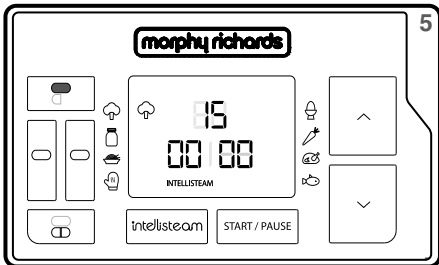 5
morphy richards
15
00 00
INTELLISTEAM
intellisteam
START / PAUSE